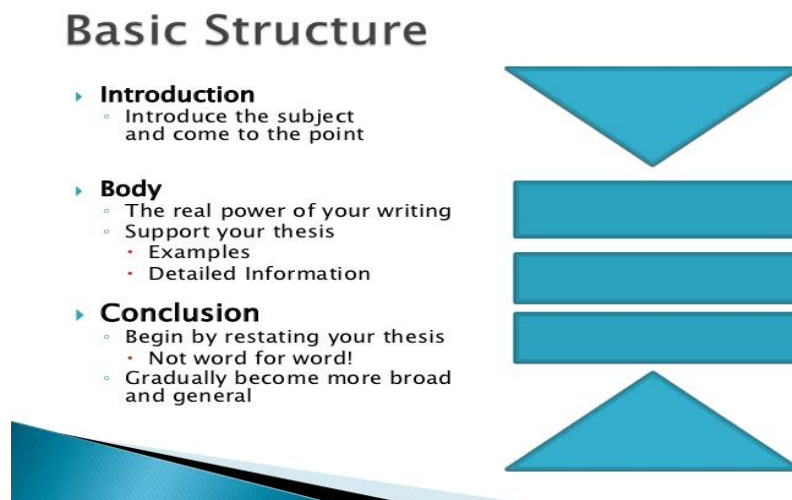 Basic Structure
Introduction
Introduce the subject
and come to the point
Body
The real power of your writing
Support your thesis
Examples
Detailed Information
Conclusion
Begin by restating your thesis
Not word for word!
Gradually become more broad
and general